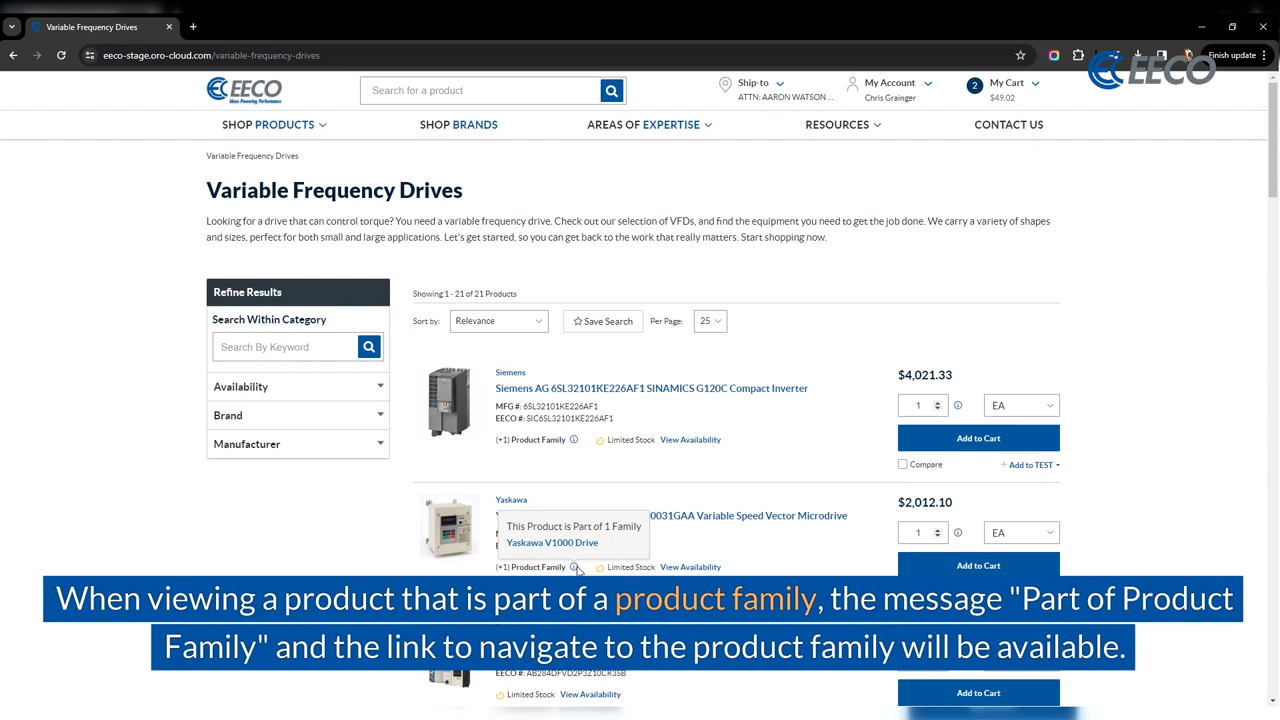 Variable Frequency Drives
eeco-stage.oro-cloud.com/variable-frequency-drives
Finish update
EECO
Ideas Powering Performance
Search for a product
Ship-to
ATTN: AARON WATSON ...
My Account
Chris Grainger
2
My Cart
$49.02
EECO
SHOP PRODUCTS
SHOP BRANDS
AREAS OF EXPERTISE
RESOURCES
CONTACT US
Variable Frequency Drives
Variable Frequency Drives
Looking for a drive that can control torque? You need a variable frequency drive. Check out our selection of VFDs, and find the equipment you need to get the job done. We carry a variety of shapes
and sizes, perfect for both small and large applications. Let's get started, so you can get back to the work that really matters. Start shopping now.
Refine Results
Search Within Category
Search By Keyword
Availability
Brand
Manufacturer
Showing 1 - 21 of 21 Products
Sort by:
Relevance
Save Search
Per Page:
25
Siemens
Siemens AG 6SL32101KE226AF1 SINAMICS G120C Compact Inverter
MFG #: 6SL32101KE226AF1
EECO #: SIC6SL32101KE226AF1
(+1) Product Family
Limited Stock
View Availability
$4,021.33
1
EA
Add to Cart
Compare
+ Add to TEST
Yaskawa
0031GAA Variable Speed Vector Microdrive
This Product is Part of 1 Family
Yaskawa V1000 Drive
(+1) Product Family
Limited Stock
View Availability
$2,012.10
1
EA
Add to Cart
When viewing a product that is part of a product family, the message "Part of Product
Family" and the link to navigate to the product family will be available.
EECO #: AB284DFVD2P3Z10CR3SB
Limited Stock
View Availability
Add to Cart